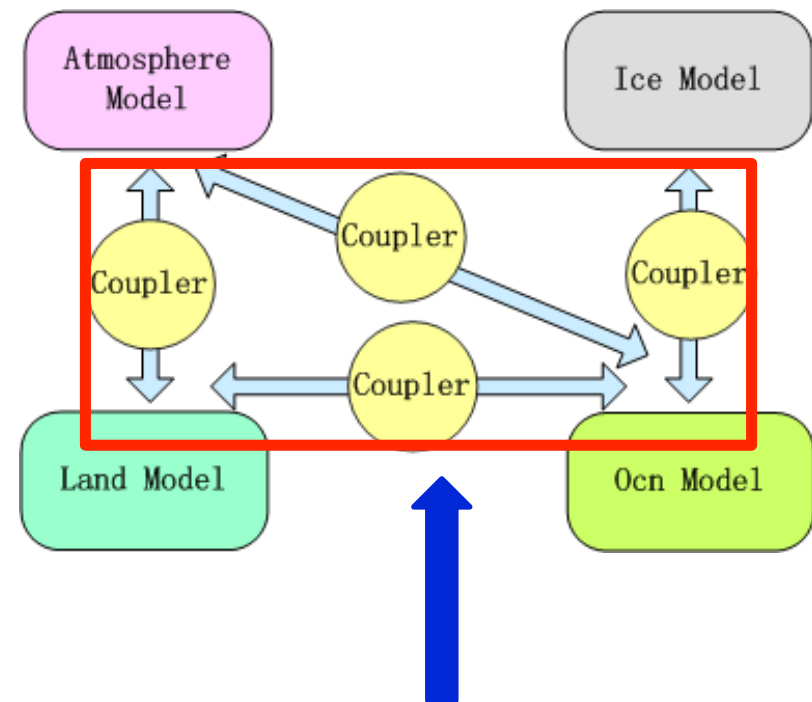 Atmosphere
Model
Ice Model
Coupler
Coupler
Coupler
Coupler
Land Model
Ocn Model